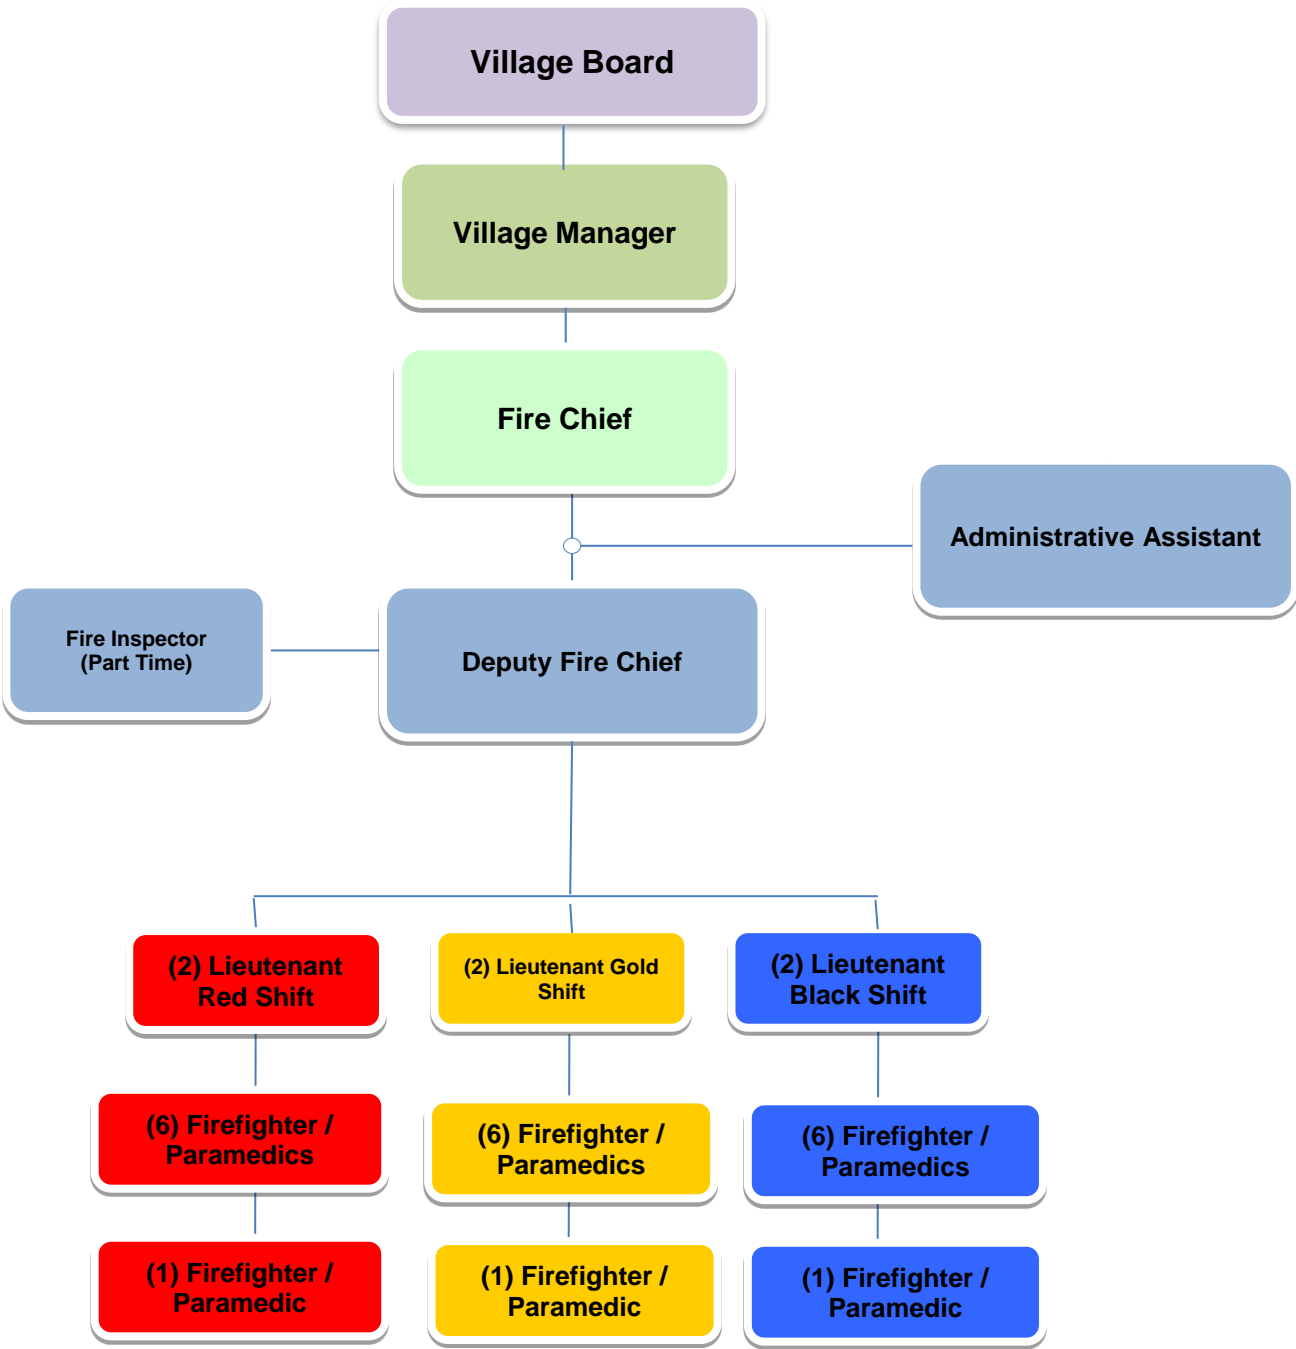 Village Board
Village Manager
Fire Chief
Administrative Assistant
Fire Inspector
(Part Time)
Deputy Fire Chief
(2) Lieutenant
Red Shift
(2) Lieutenant Gold
Shift
(2) Lieutenant
Black Shift
(6) Firefighter /
Paramedics
(6) Firefighter /
Paramedics
(6) Firefighter /
Paramedics
(1) Firefighter /
Paramedic
(1) Firefighter /
Paramedic
(1) Firefighter /
Paramedic